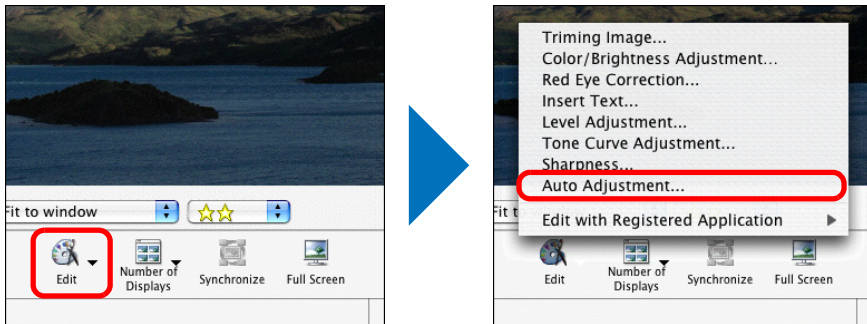 Fit to window
Edit
Number of
Displays
Synchronize
Full Screen
Triming Image...
Color/Brightness Adjustment...
Red Eye Correction...
Insert Text...
Level Adjustment...
Tone Curve Adjustment...
Sharpness...
Auto Adjustment...
Edit with Registered Application
Fit t
Edit
Number of
Displays
Synchronize
Full Screen